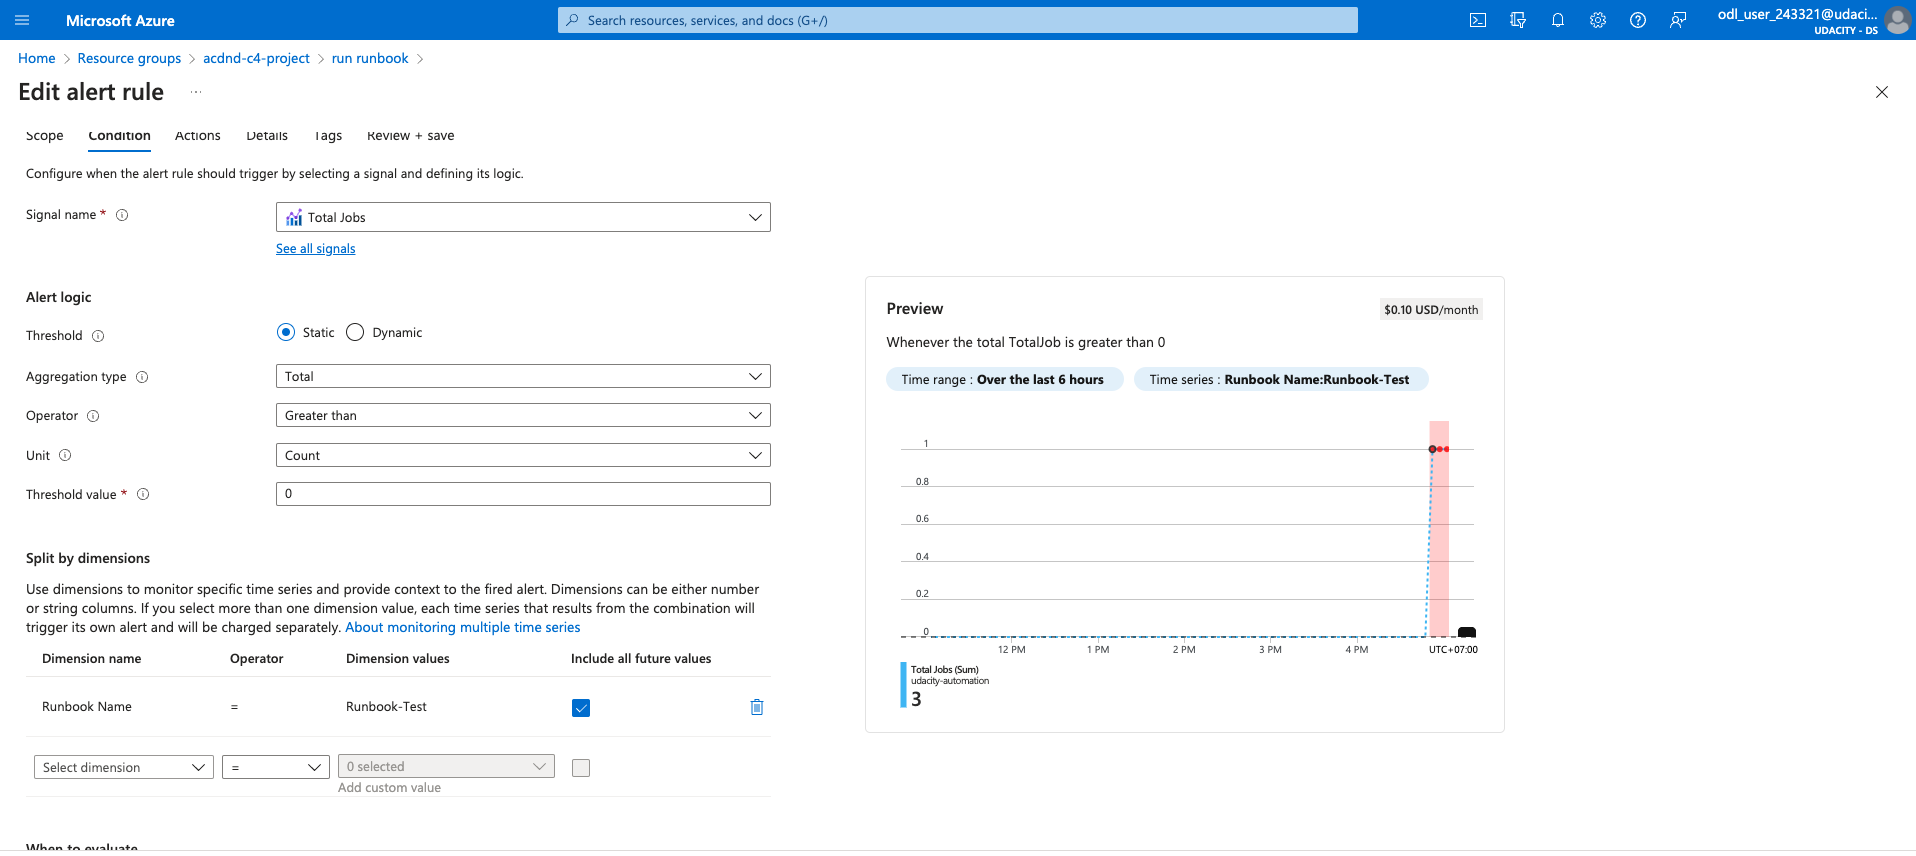 Microsoft Azure
Search resources, services, and docs (G+/)
odl_user_243321@udaci...
UDACITY - DS
Home > Resource groups > acdnd-c4-project > run runbook >
Edit alert rule ...
Scope Condition Actions Details Tags Review + save
Configure when the alert rule should trigger by selecting a signal and defining its logic.
Signal name *
Total Jobs
See all signals
Alert logic
Threshold
Static Dynamic
Aggregation type
Total
Operator
Greater than
Unit
Count
Threshold value *
0
Split by dimensions
Use dimensions to monitor specific time series and provide context to the fired alert. Dimensions can be either number
or string columns. If you select more than one dimension value, each time series that results from the combination will
trigger its own alert and will be charged separately. About monitoring multiple time series
Dimension name Operator Dimension values Include all future values
Runbook Name = Runbook-Test
Select dimension = 0 selected
Add custom value
When to evaluate
Preview
$0.10 USD/month
Whenever the total TotalJob is greater than 0
Time range : Over the last 6 hours
Time series : Runbook Name:Runbook-Test
1
0.8
0.6
0.4
0.2
0
12 PM 1 PM 2 PM 3 PM 4 PM UTC+07:00
Total Jobs (Sum)
udacity-automation
3